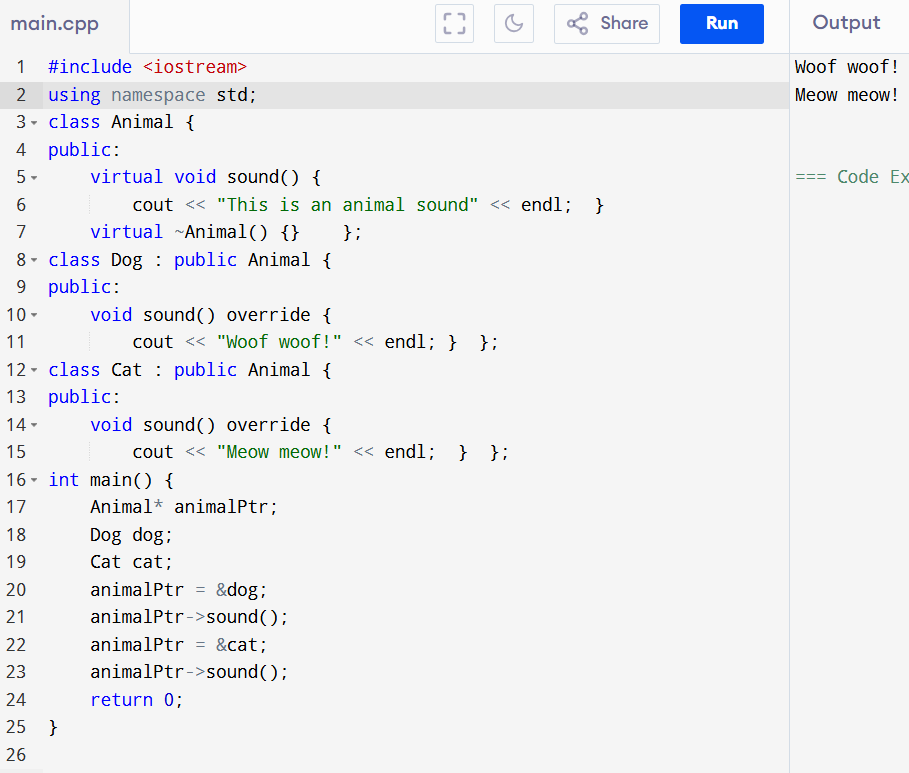 main.cpp Share Run Output
1 #include <iostream>
2 using namespace std;
3 class Animal {
4 public:
5     virtual void sound() {
6         cout << "This is an animal sound" << endl;  }
7     virtual ~Animal() {}    };
8 class Dog : public Animal {
9 public:
10     void sound() override {
11         cout << "Woof woof!" << endl; }  };
12 class Cat : public Animal {
13 public:
14     void sound() override {
15         cout << "Meow meow!" << endl;  }  };
16 int main() {
17     Animal* animalPtr;
18     Dog dog;
19     Cat cat;
20     animalPtr = &dog;
21     animalPtr->sound();
22     animalPtr = &cat;
23     animalPtr->sound();
24     return 0;
25 }
26
Woof woof!
Meow meow!
=== Code Ex